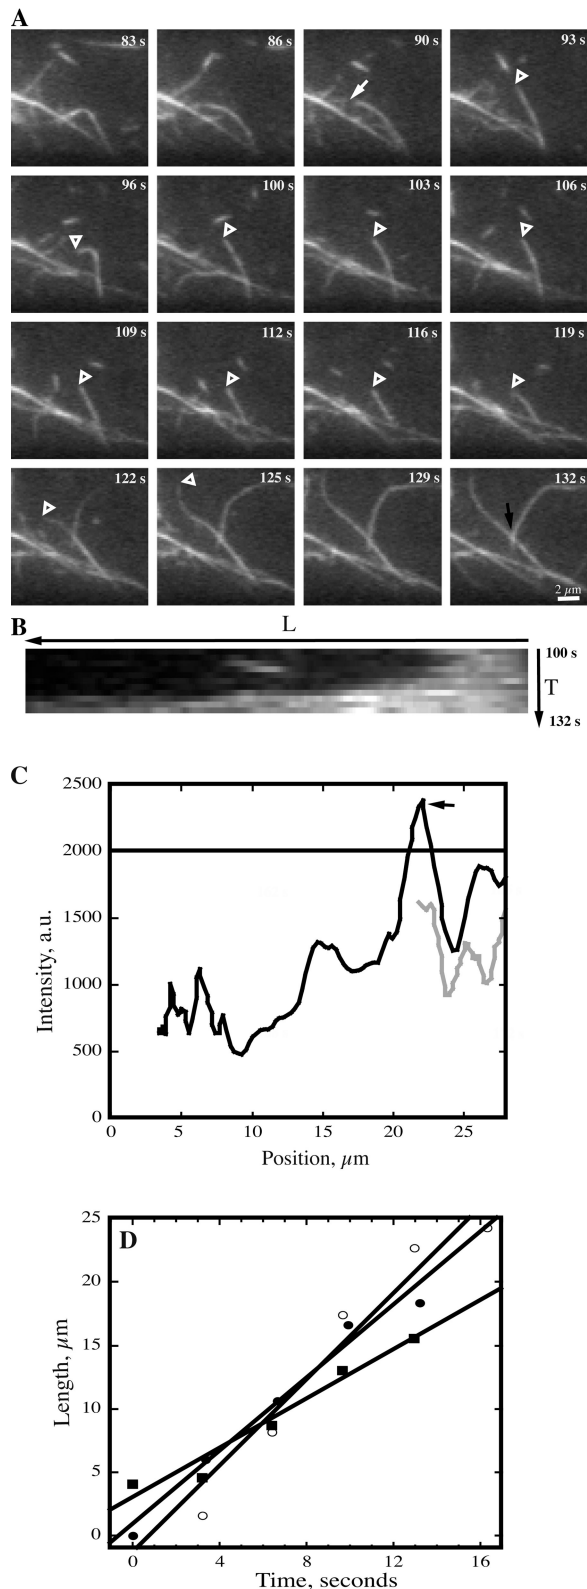 A
83 s 86 s 90 s 93 s
96 s 100 s 103 s 106 s
109 s 112 s 116 s 119 s
122 s 125 s 129 s 132 s
2 µm
B L
100 s
T
132 s
C
2500
2000
1500
1000
500
0
Intensity, a.u.
0 5 10 15 20 25
Position, µm
D
25
20
15
10
5
0
Length, µm
0 4 8 12 16
Time, seconds